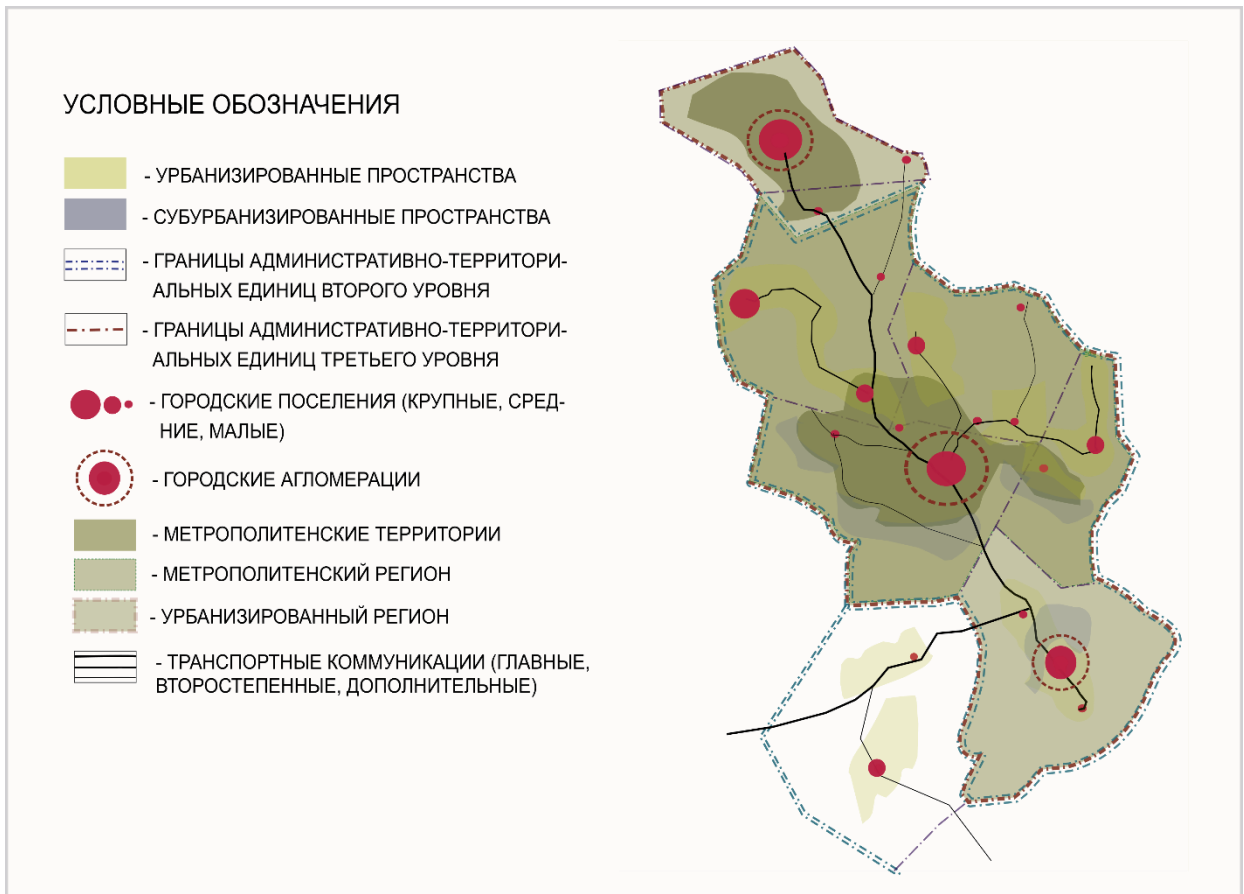 УСЛОВНЫЕ ОБОЗНАЧЕНИЯ
- УРБАНИЗИРОВАННЫЕ ПРОСТРАНСТВА
- СУБУРБАНИЗИРОВАННЫЕ ПРОСТРАНСТВА
- ГРАНИЦЫ АДМИНИСТРАТИВНО-ТЕРРИТОРИ-
АЛЬНЫХ ЕДИНИЦ ВТОРОГО УРОВНЯ
- ГРАНИЦЫ АДМИНИСТРАТИВНО-ТЕРРИТОРИ-
АЛЬНЫХ ЕДИНИЦ ТРЕТЬЕГО УРОВНЯ
- ГОРОДСКИЕ ПОСЕЛЕНИЯ (КРУПНЫЕ, СРЕД-
НИЕ, МАЛЫЕ)
- ГОРОДСКИЕ АГЛОМЕРАЦИИ
- МЕТРОПОЛИТЕНСКИЕ ТЕРРИТОРИИ
- МЕТРОПОЛИТЕНСКИЙ РЕГИОН
- УРБАНИЗИРОВАННЫЙ РЕГИОН
- ТРАНСПОРТНЫЕ КОММУНИКАЦИИ (ГЛАВНЫЕ,
ВТОРОСТЕПЕННЫЕ, ДОПОЛНИТЕЛЬНЫЕ)